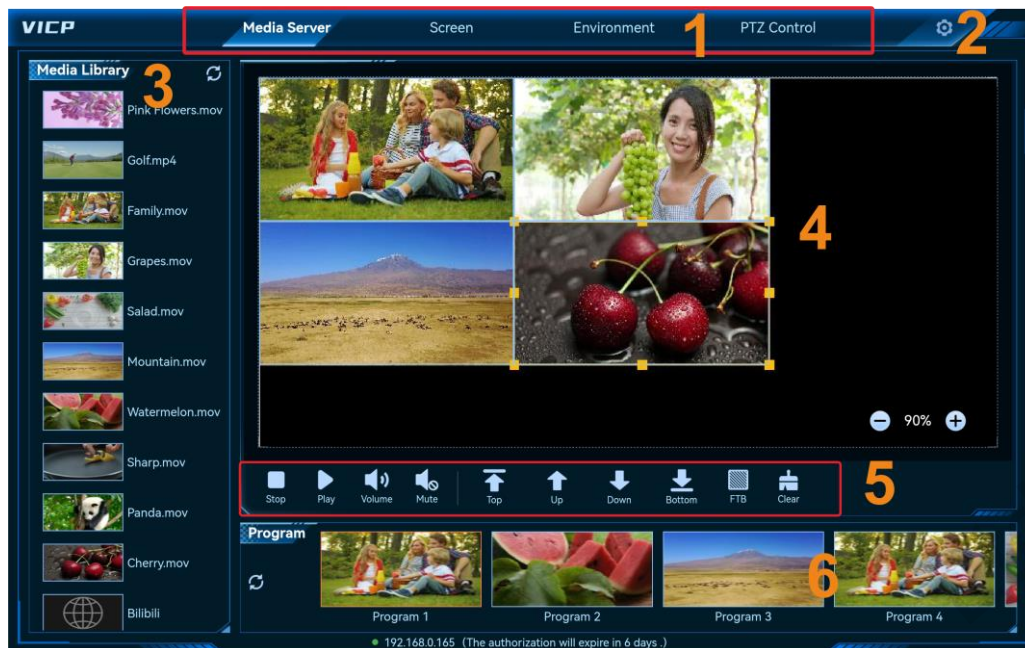 VICP
Media Server
Screen
Environment
PTZ Control
1
2
Media Library
3
Pink Flowers.mov
Golf.mp4
Family.mov
Grapes.mov
Salad.mov
Mountain.mov
Watermelon.mov
Sharp.mov
Panda.mov
Cherry.mov
Bilibili
4
90%
Stop
Play
Volume
Mute
Top
Up
Down
Bottom
FTB
Clear
5
Program
6
Program 1
Program 2
Program 3
Program 4
192.168.0.165 (The authorization will expire in 6 days .)